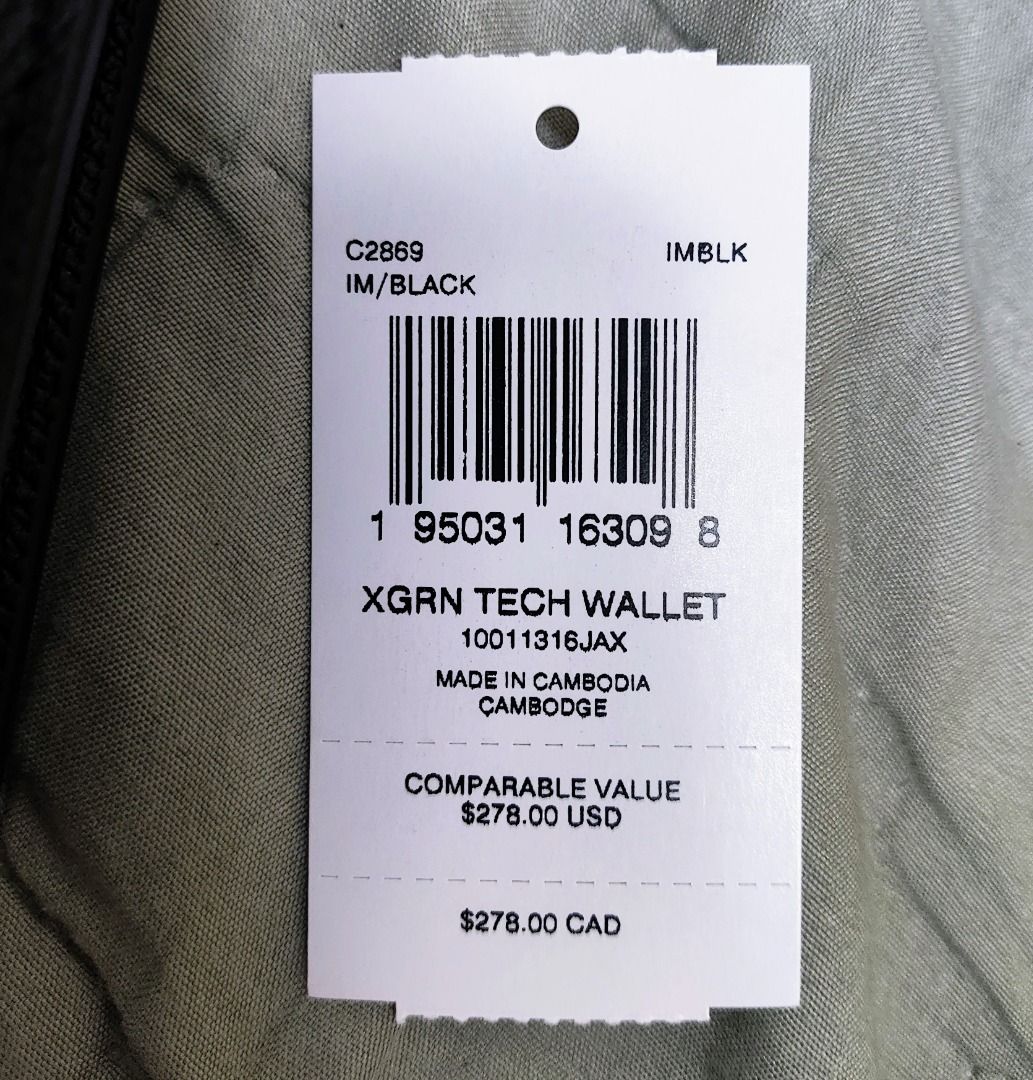 C2869 IMBLK
IM/BLACK
1 95031 16309 8
XGRN TECH WALLET
10011316JAX
MADE IN CAMBODIA
CAMBODGE
COMPARABLE VALUE
$278.00 USD
$278.00 CAD